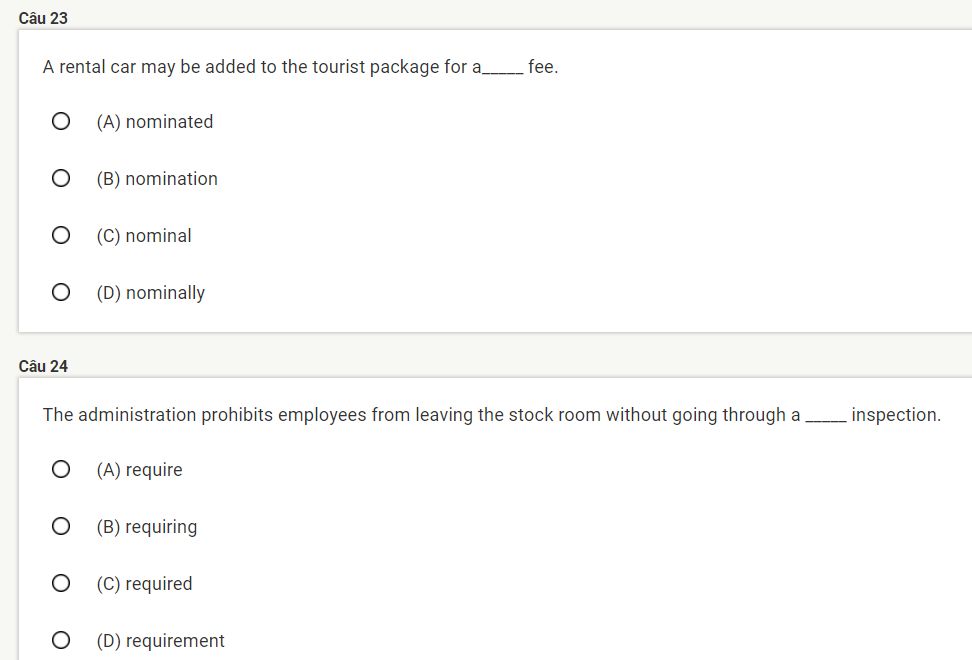 Câu 23
A rental car may be added to the tourist package for a_____ fee.
(A) nominated
(B) nomination
(C) nominal
(D) nominally
Câu 24
The administration prohibits employees from leaving the stock room without going through a _____ inspection.
(A) require
(B) requiring
(C) required
(D) requirement